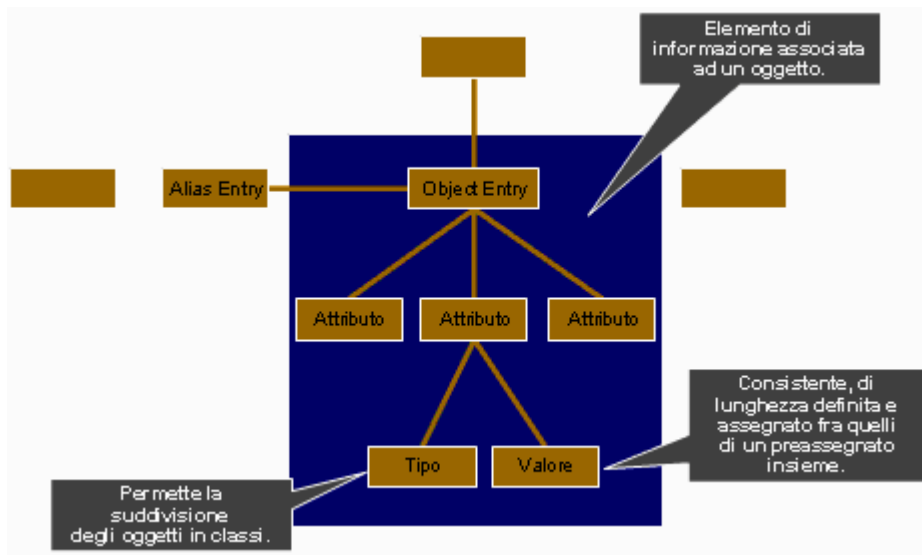 Elemento di
informazione associata
ad un oggetto.
Alias Entry
Object Entry
Attributo
Attributo
Attributo
Consistente, di
lunghezza definita e
assegnato fra quelli
di un preassegnato
insieme.
Tipo
Valore
Permette la
suddivisione
degli oggetti in classi.